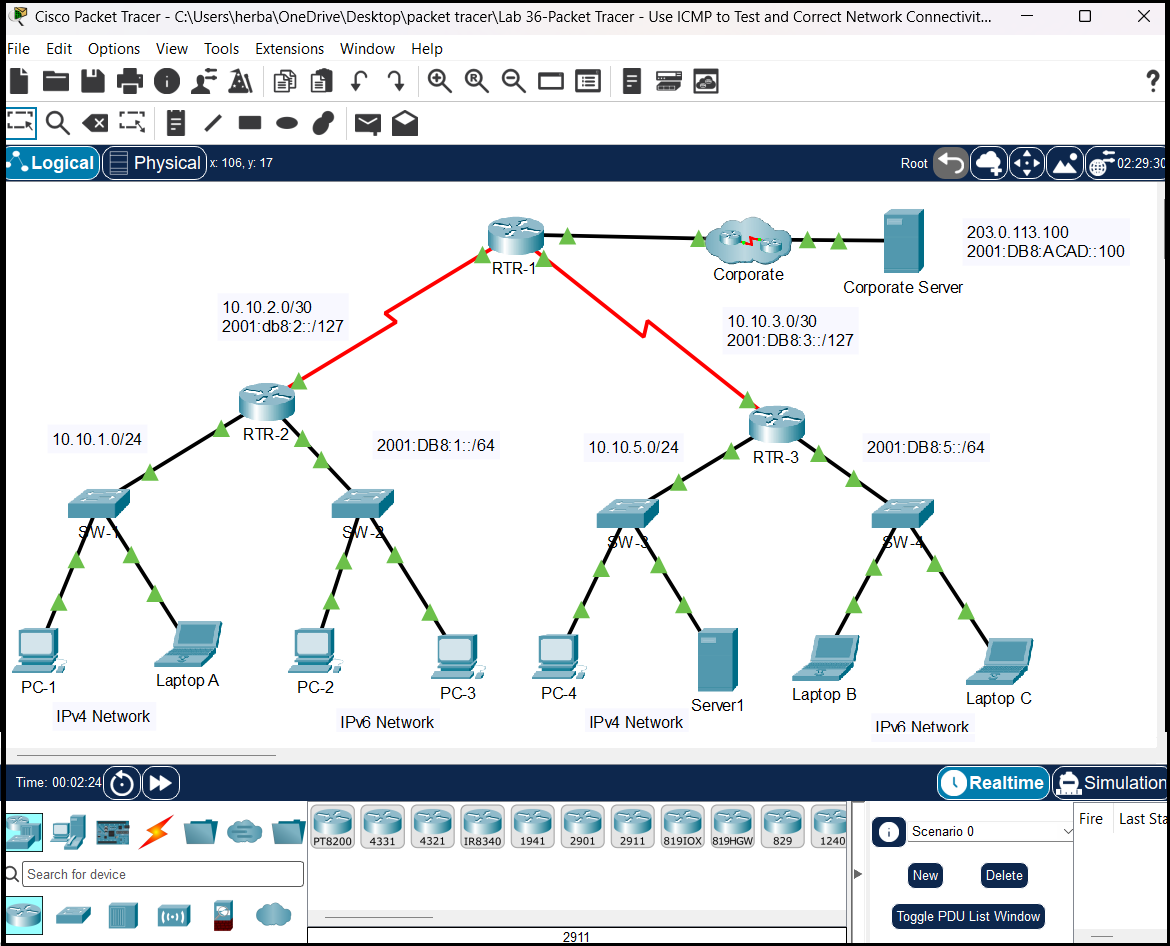 Cisco Packet Tracer - C:\Users\herba\OneDrive\Desktop\packet tracer\Lab 36-Packet Tracer - Use ICMP to Test and Correct Network Connectivit...
File Edit Options View Tools Extensions Window Help
Logical Physical x: 106, y: 17 Root 02:29:30
RTR-1
Corporate
Corporate Server
203.0.113.100
2001:DB8:ACAD::100
10.10.2.0/30
2001:db8:2::/127
10.10.3.0/30
2001:DB8:3::/127
RTR-2
RTR-3
10.10.1.0/24
2001:DB8:1::/64
10.10.5.0/24
2001:DB8:5::/64
SW-1
SW-2
SW-3
SW-4
PC-1
Laptop A
PC-2
PC-3
PC-4
Server1
Laptop B
Laptop C
IPv4 Network
IPv6 Network
IPv4 Network
IPv6 Network
Time: 00:02:24
Realtime
Simulation
PT8200 4331 4321 IR8340 1941 2901 2911 819IOX 819HGW 829 1240
Search for device
2911
Scenario 0
New Delete
Toggle PDU List Window
Fire Last Sta